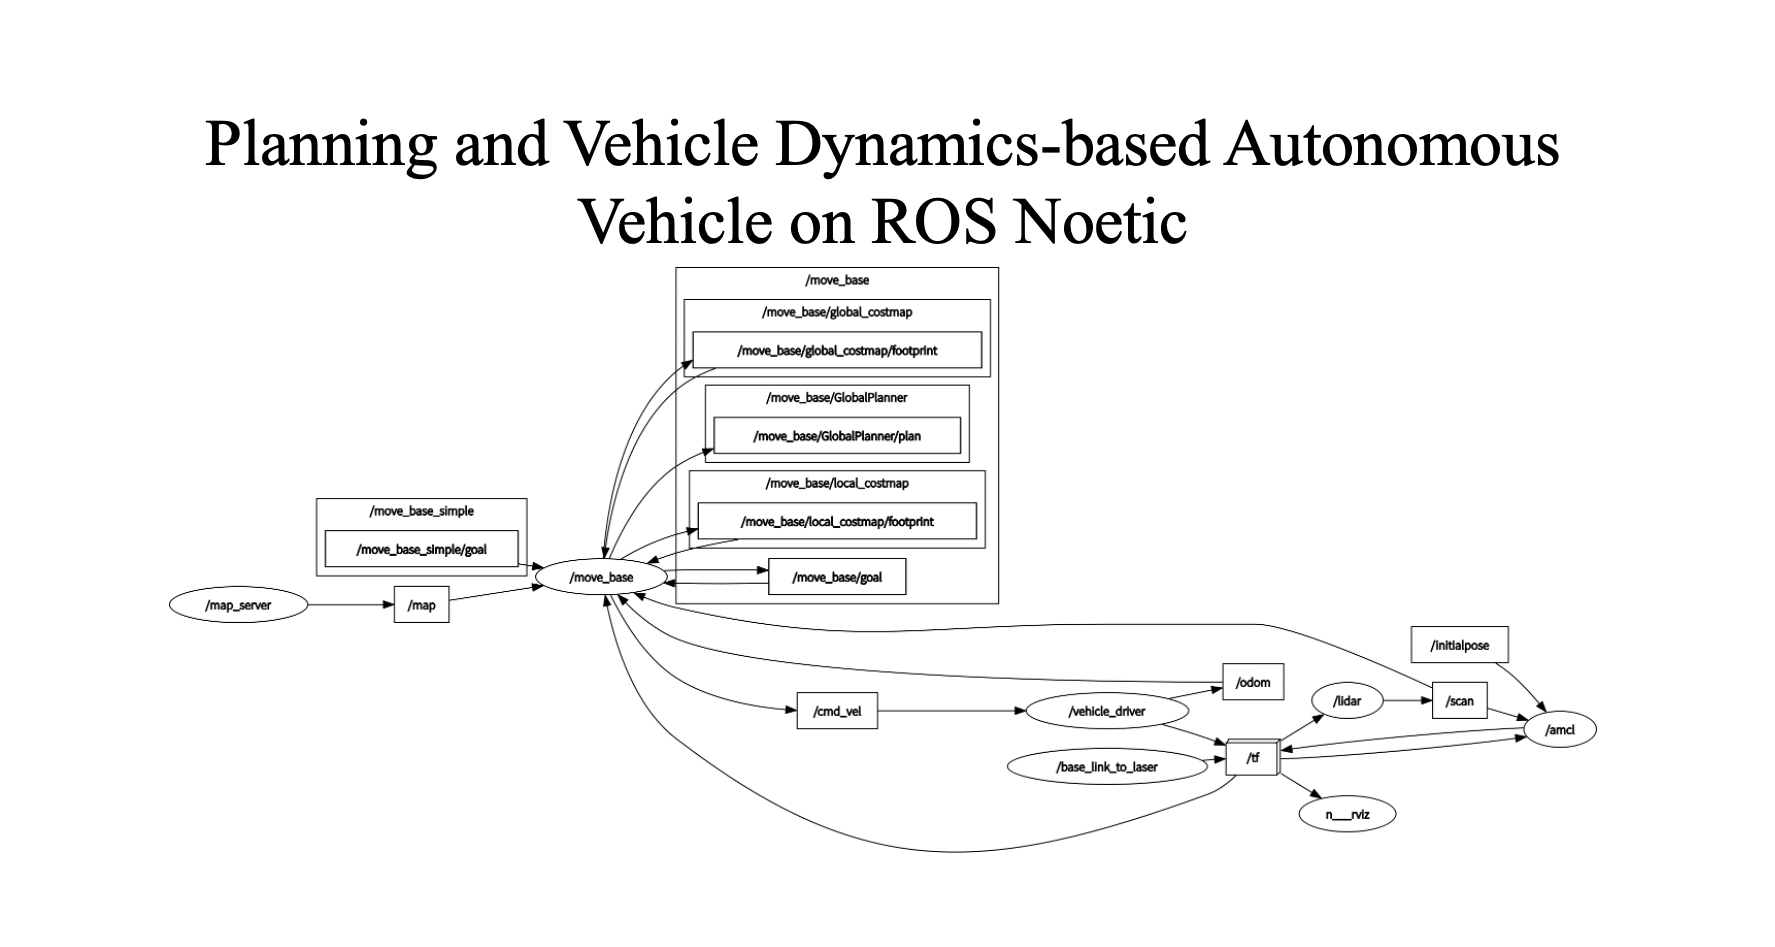 Planning and Vehicle Dynamics-based Autonomous
Vehicle on ROS Noetic
/move_base
/move_base/global_costmap
/move_base/global_costmap/footprint
/move_base/GlobalPlanner
/move_base/GlobalPlanner/plan
/move_base/local_costmap
/move_base/local_costmap/footprint
/move_base/goal
/move_base_simple
/move_base_simple/goal
/move_base
/map_server
/map
/initialpose
/odom
/cmd_vel
/vehicle_driver
/lidar
/scan
/amcl
/base_link_to_laser
/tf
n__rviz